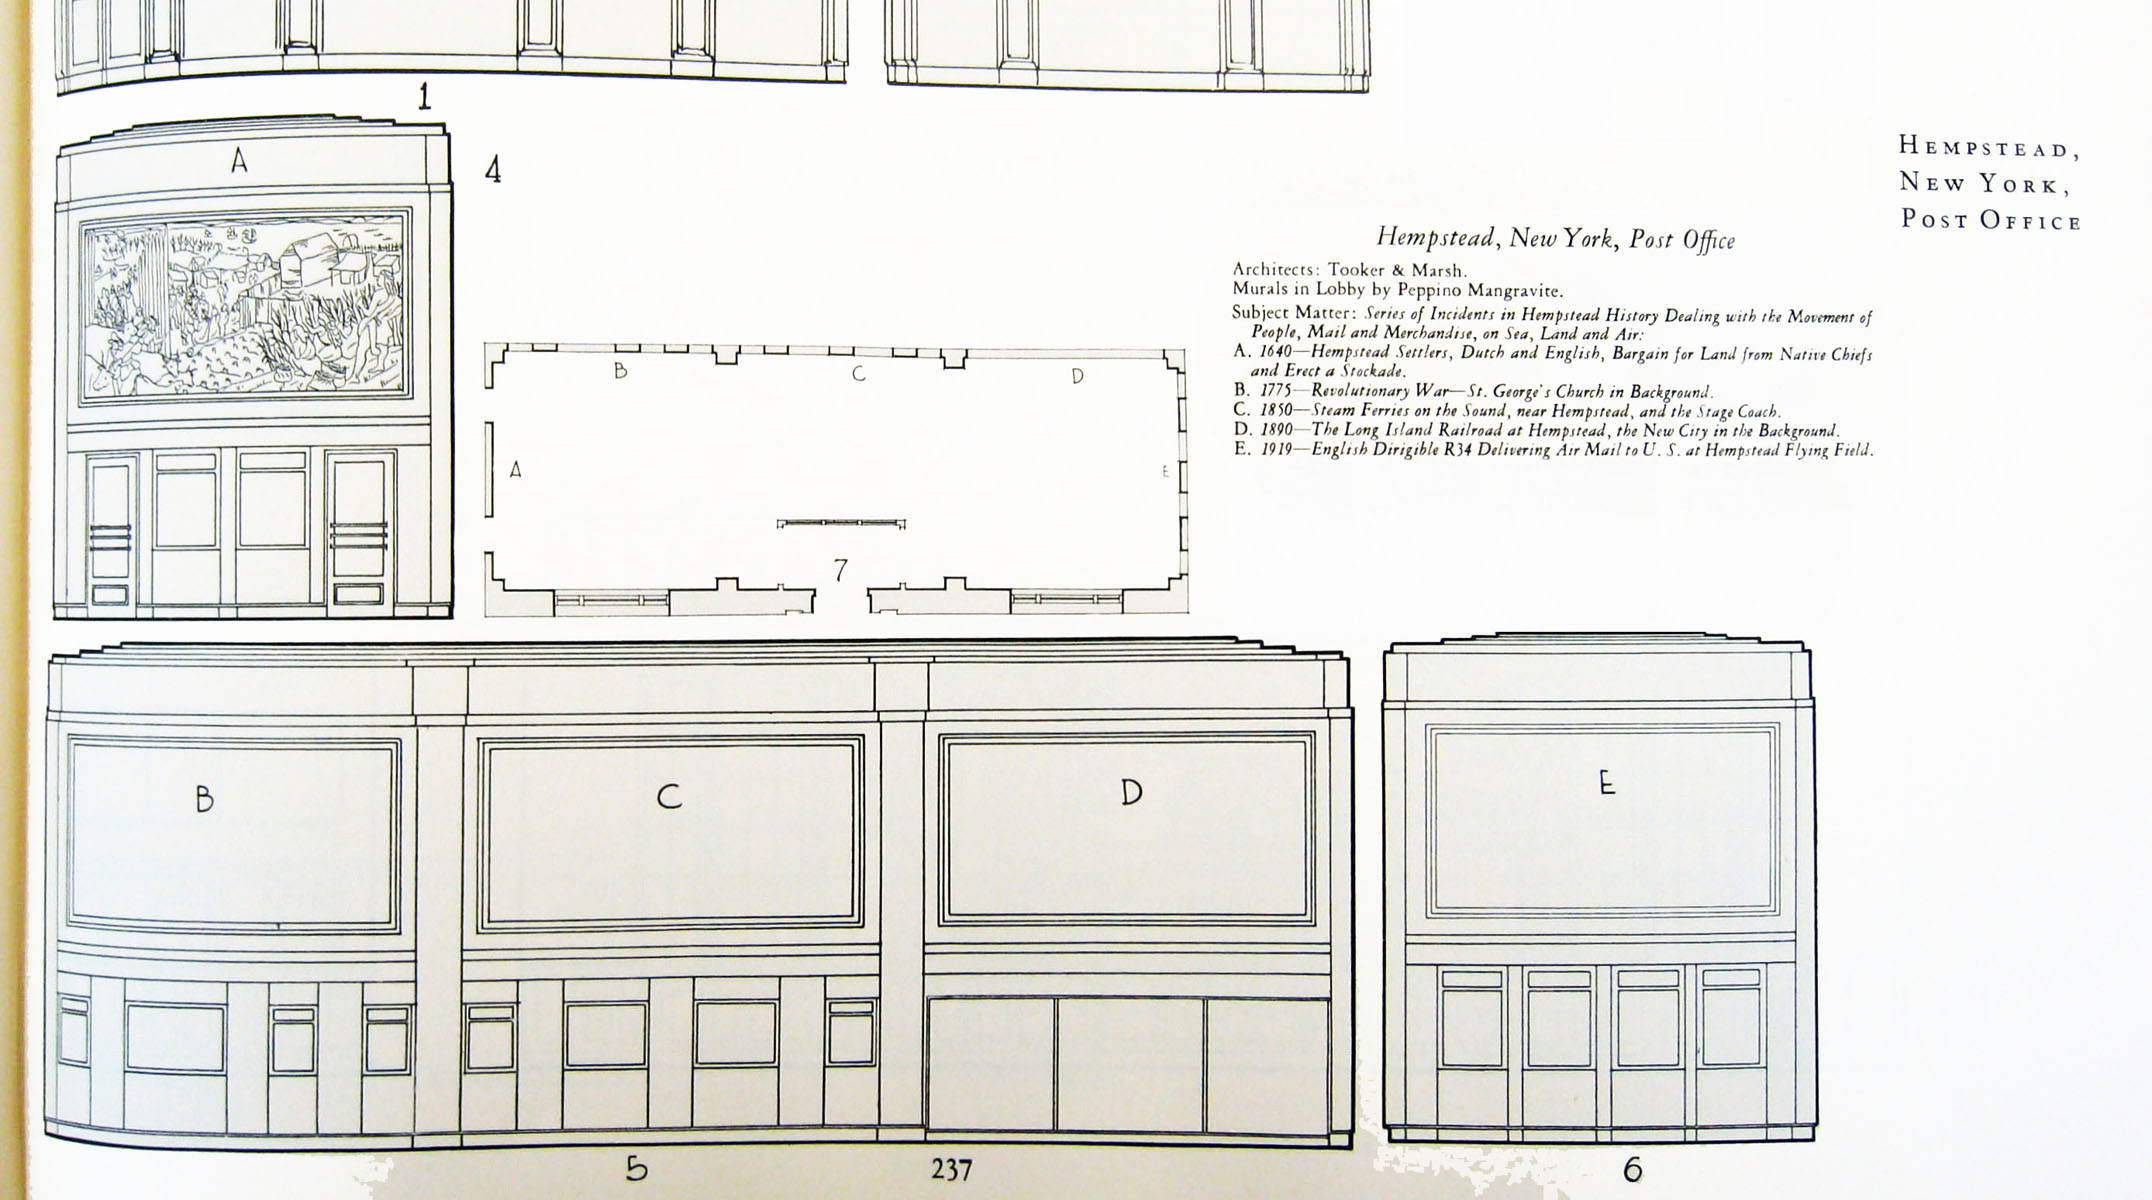 1
A
4
HEMPSTEAD,
NEW YORK,
POST OFFICE
Hempstead, New York, Post Office
Architects: Tooker & Marsh.
Murals in Lobby by Peppino Mangravite.
Subject Matter: Series of Incidents in Hempstead History Dealing with the Movement of
People, Mail and Merchandise, on Sea, Land and Air:
A. 1640—Hempstead Settlers, Dutch and English, Bargain for Land from Native Chiefs
and Erect a Stockade.
B. 1775—Revolutionary War—St. George's Church in Background.
C. 1850—Steam Ferries on the Sound, near Hempstead, and the Stage Coach.
D. 1890—The Long Island Railroad at Hempstead, the New City in the Background.
E. 1919—English Dirigible R34 Delivering Air Mail to U. S. at Hempstead Flying Field.
B C D
A E
7
B C D E
5 237 6